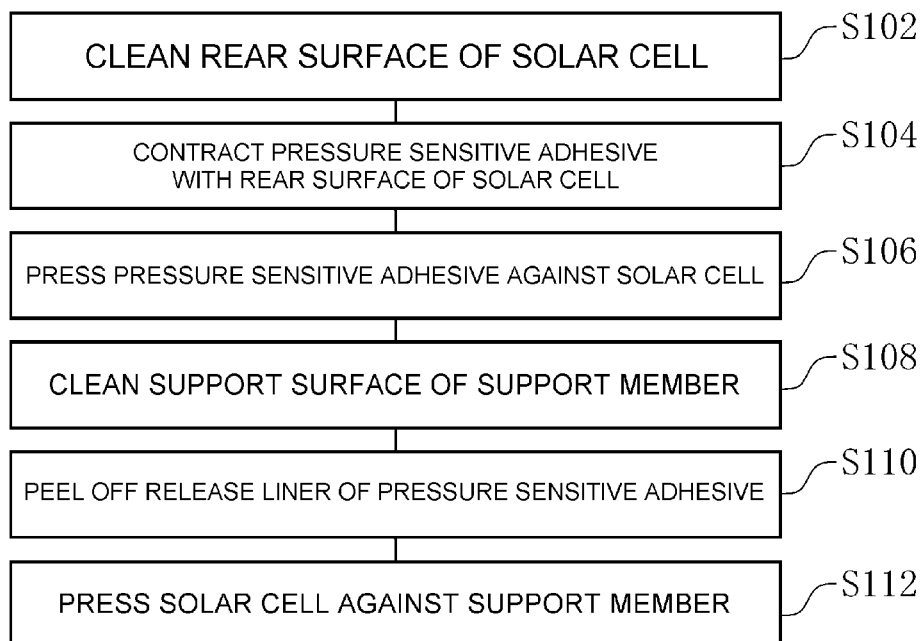 CLEAN REAR SURFACE OF SOLAR CELL
S102
CONTRACT PRESSURE SENSITIVE ADHESIVE
WITH REAR SURFACE OF SOLAR CELL
S104
PRESS PRESSURE SENSITIVE ADHESIVE AGAINST SOLAR CELL
S106
CLEAN SUPPORT SURFACE OF SUPPORT MEMBER
S108
PEEL OFF RELEASE LINER OF PRESSURE SENSITIVE ADHESIVE
S110
PRESS SOLAR CELL AGAINST SUPPORT MEMBER
S112